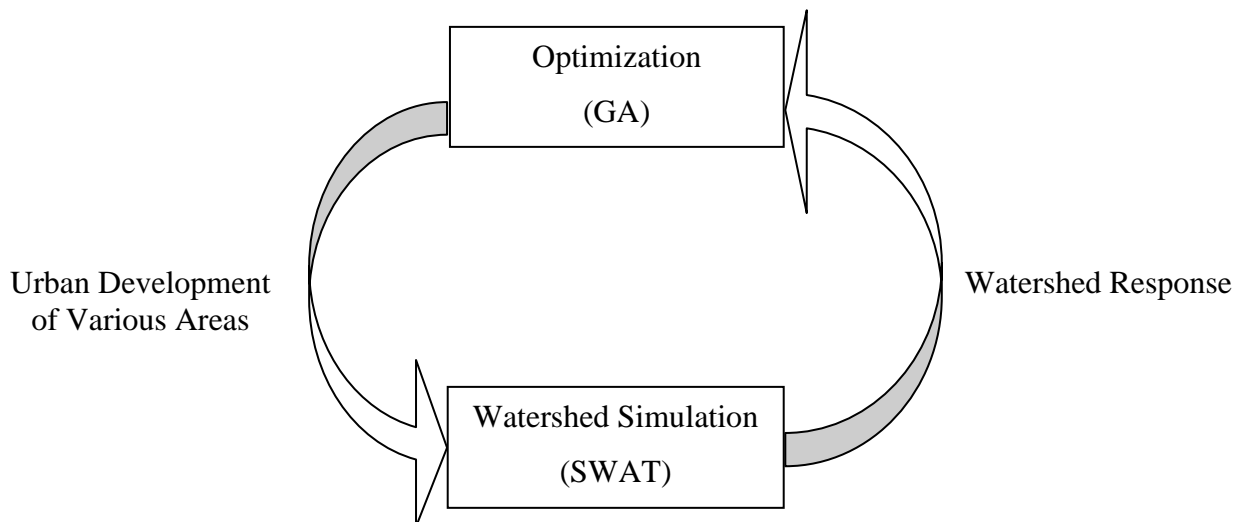 Optimization
(GA)
Urban Development
of Various Areas
Watershed Response
Watershed Simulation
(SWAT)